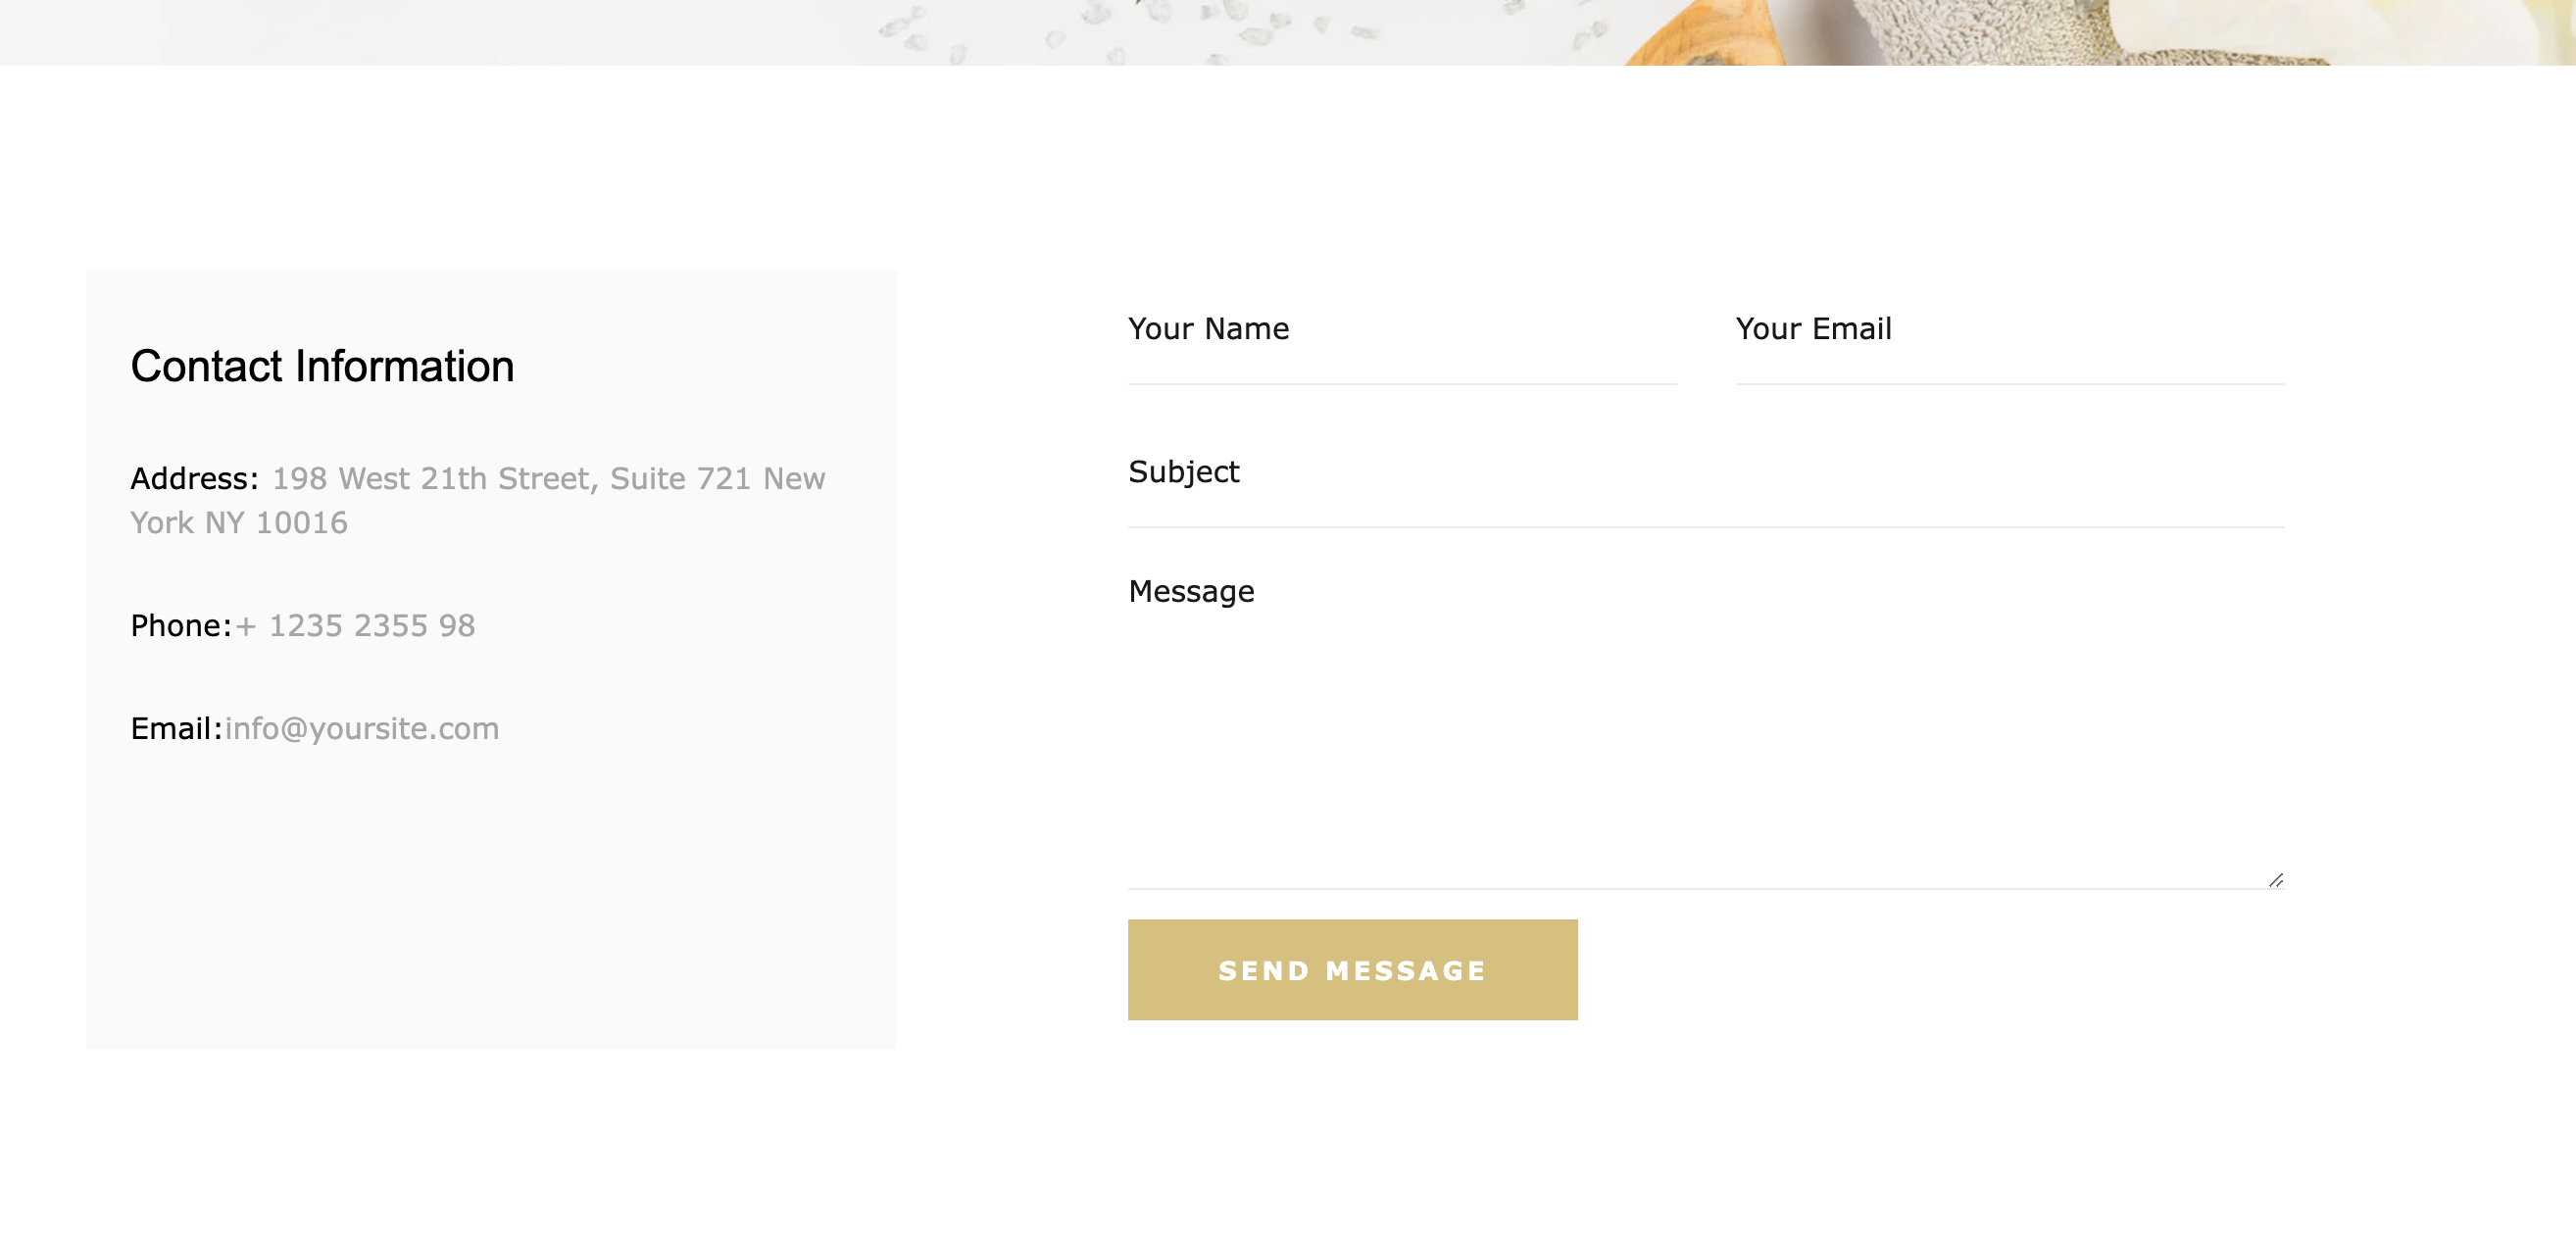 Contact Information
Address: 198 West 21th Street, Suite 721 New
York NY 10016
Phone:+ 1235 2355 98
Email:info@yoursite.com
Your Name
Your Email
Subject
Message
SEND MESSAGE